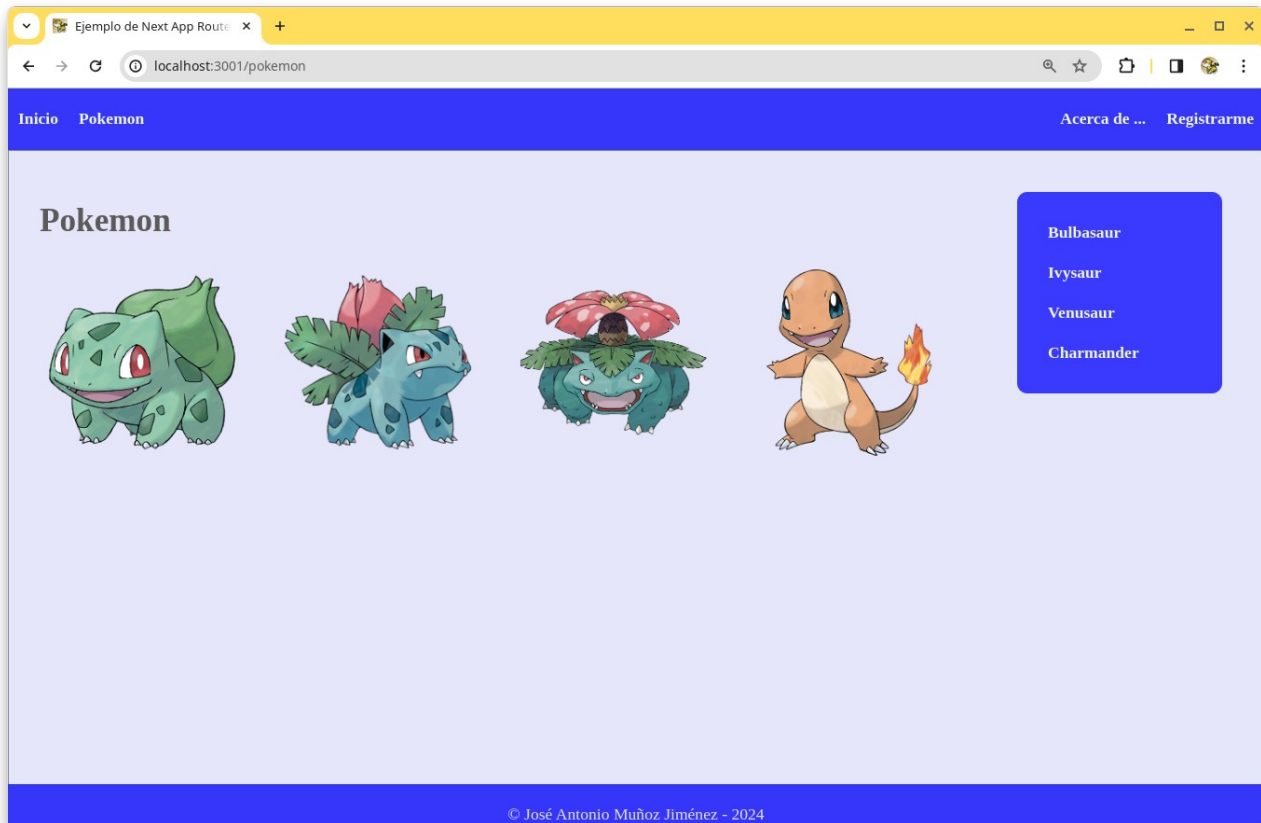 Ejemplo de Next App Route
localhost:3001/pokemon
Inicio Pokemon Acerca de ... Registrarme
Pokemon
Bulbasaur
Ivysaur
Venusaur
Charmander
© José Antonio Muñoz Jiménez - 2024